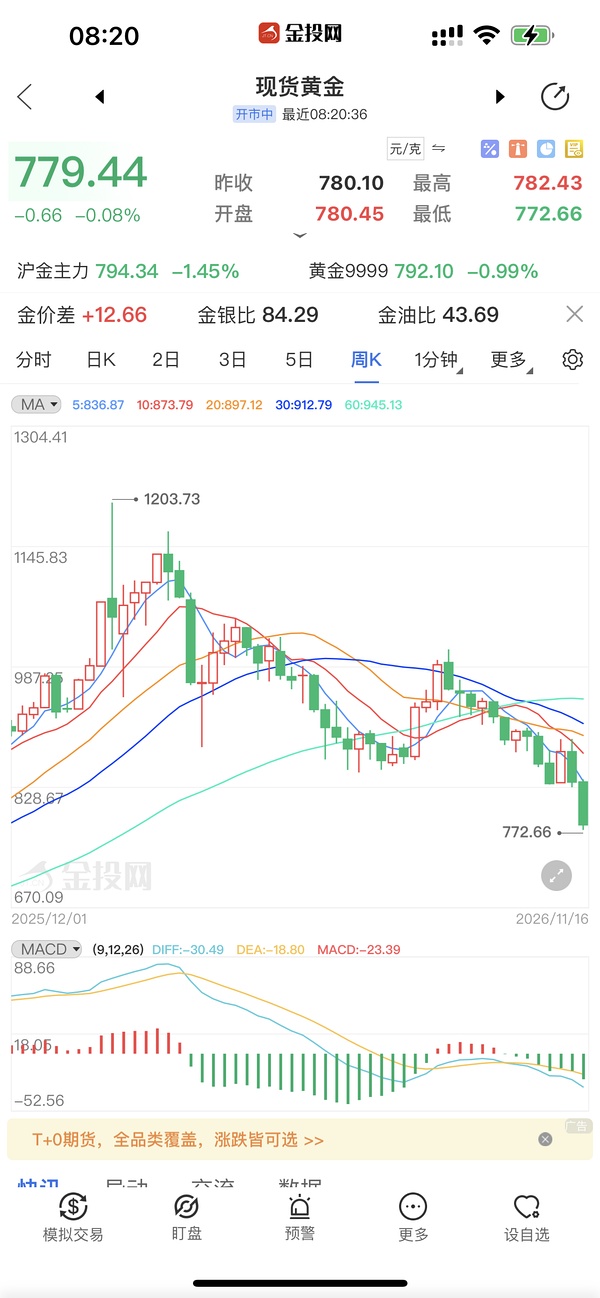 08:20
金投网
现货黄金
开市中 最近08:20:36
元/克
779.44
-0.66 -0.08%
昨收 780.10 最高 782.43
开盘 780.45 最低 772.66
沪金主力 794.34 -1.45% 黄金9999 792.10 -0.99%
金价差 +12.66 金银比 84.29 金油比 43.69
分时 日K 2日 3日 5日 周K 1分钟 更多
MA 5:836.87 10:873.79 20:897.12 30:912.79 60:945.13
1304.41
1203.73
1145.83
987.25
828.67
772.66
金投网
670.09
2025/12/01 2026/11/16
MACD (9,12,26) DIFF:-30.49 DEA:-18.80 MACD:-23.39
88.66
18.05
-52.56
广告
T+0期货，全品类覆盖，涨跌皆可选 >>
快讯 异动 交流 数据
模拟交易 盯盘 预警 更多 设自选